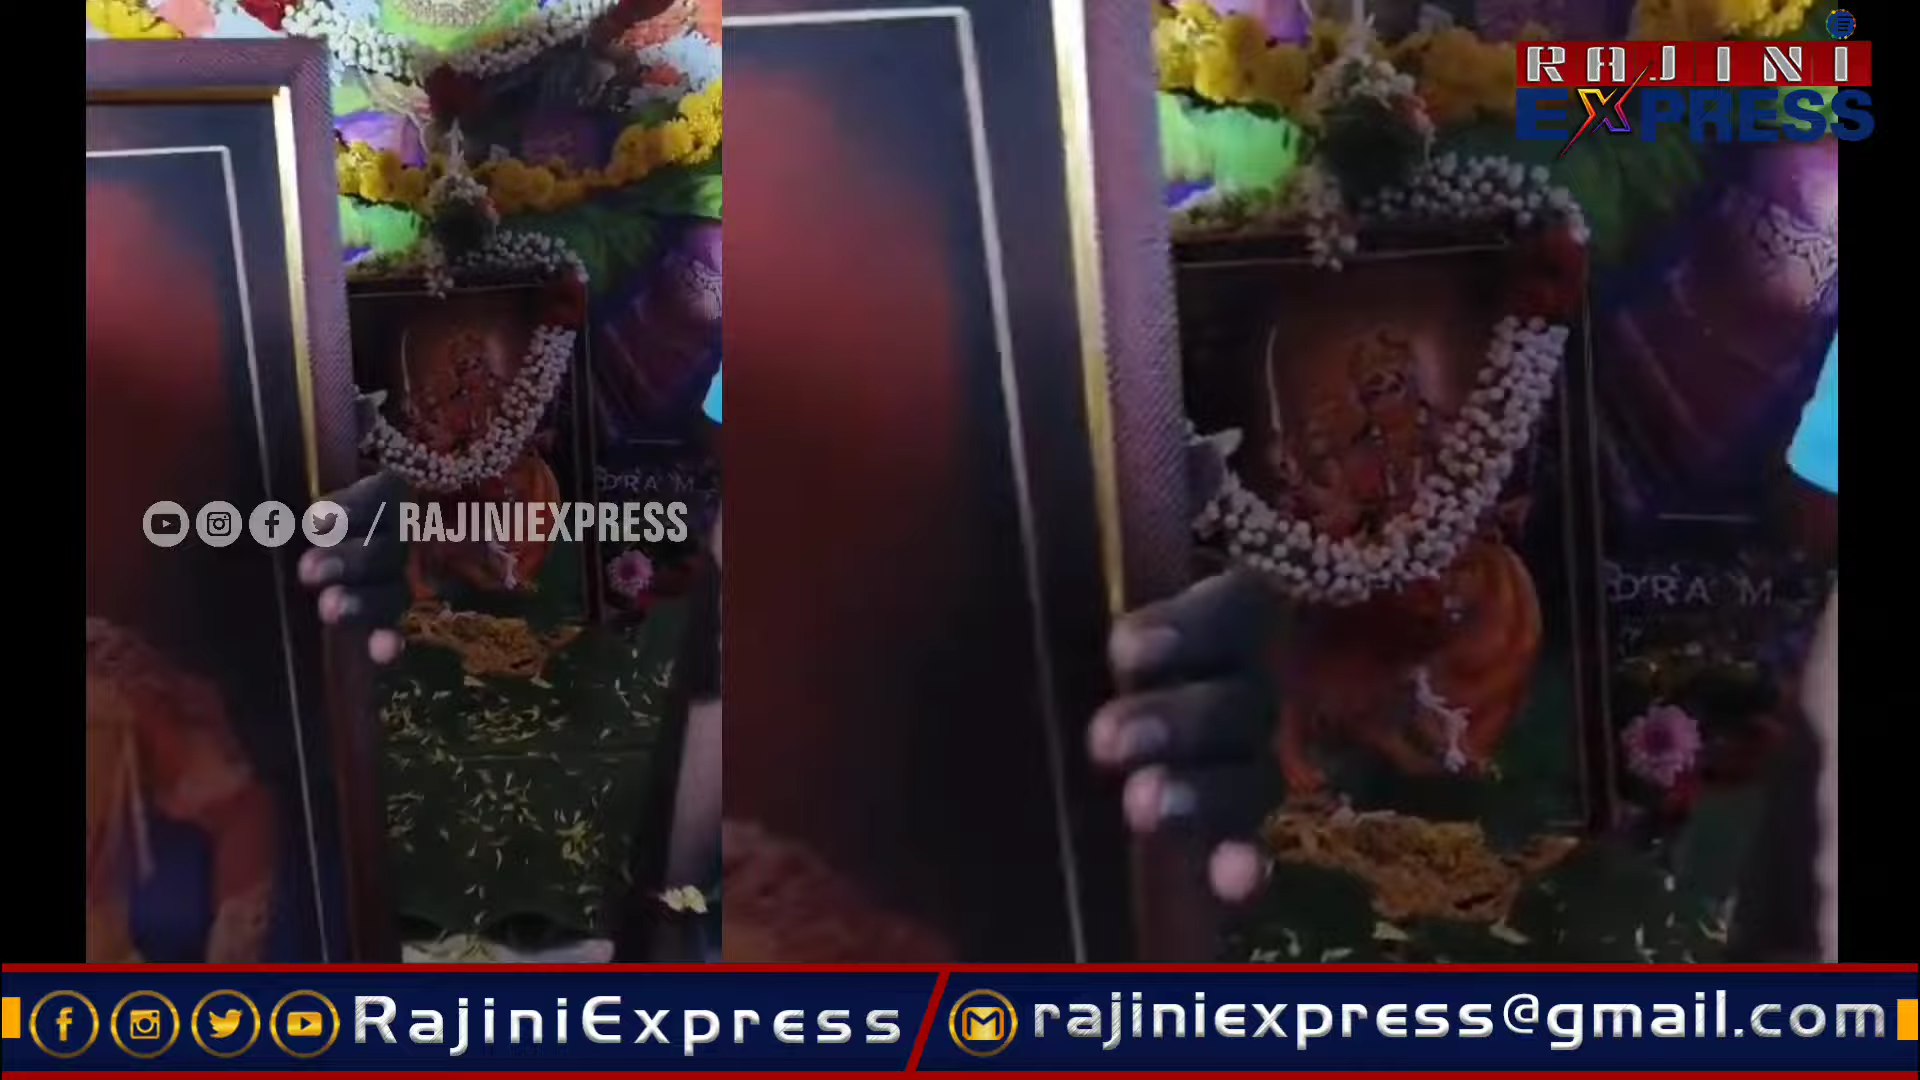 RAJINI
EXPRESS
/ RAJINIEXPRESS
RajiniExpress
rajiniexpress@gmail.com